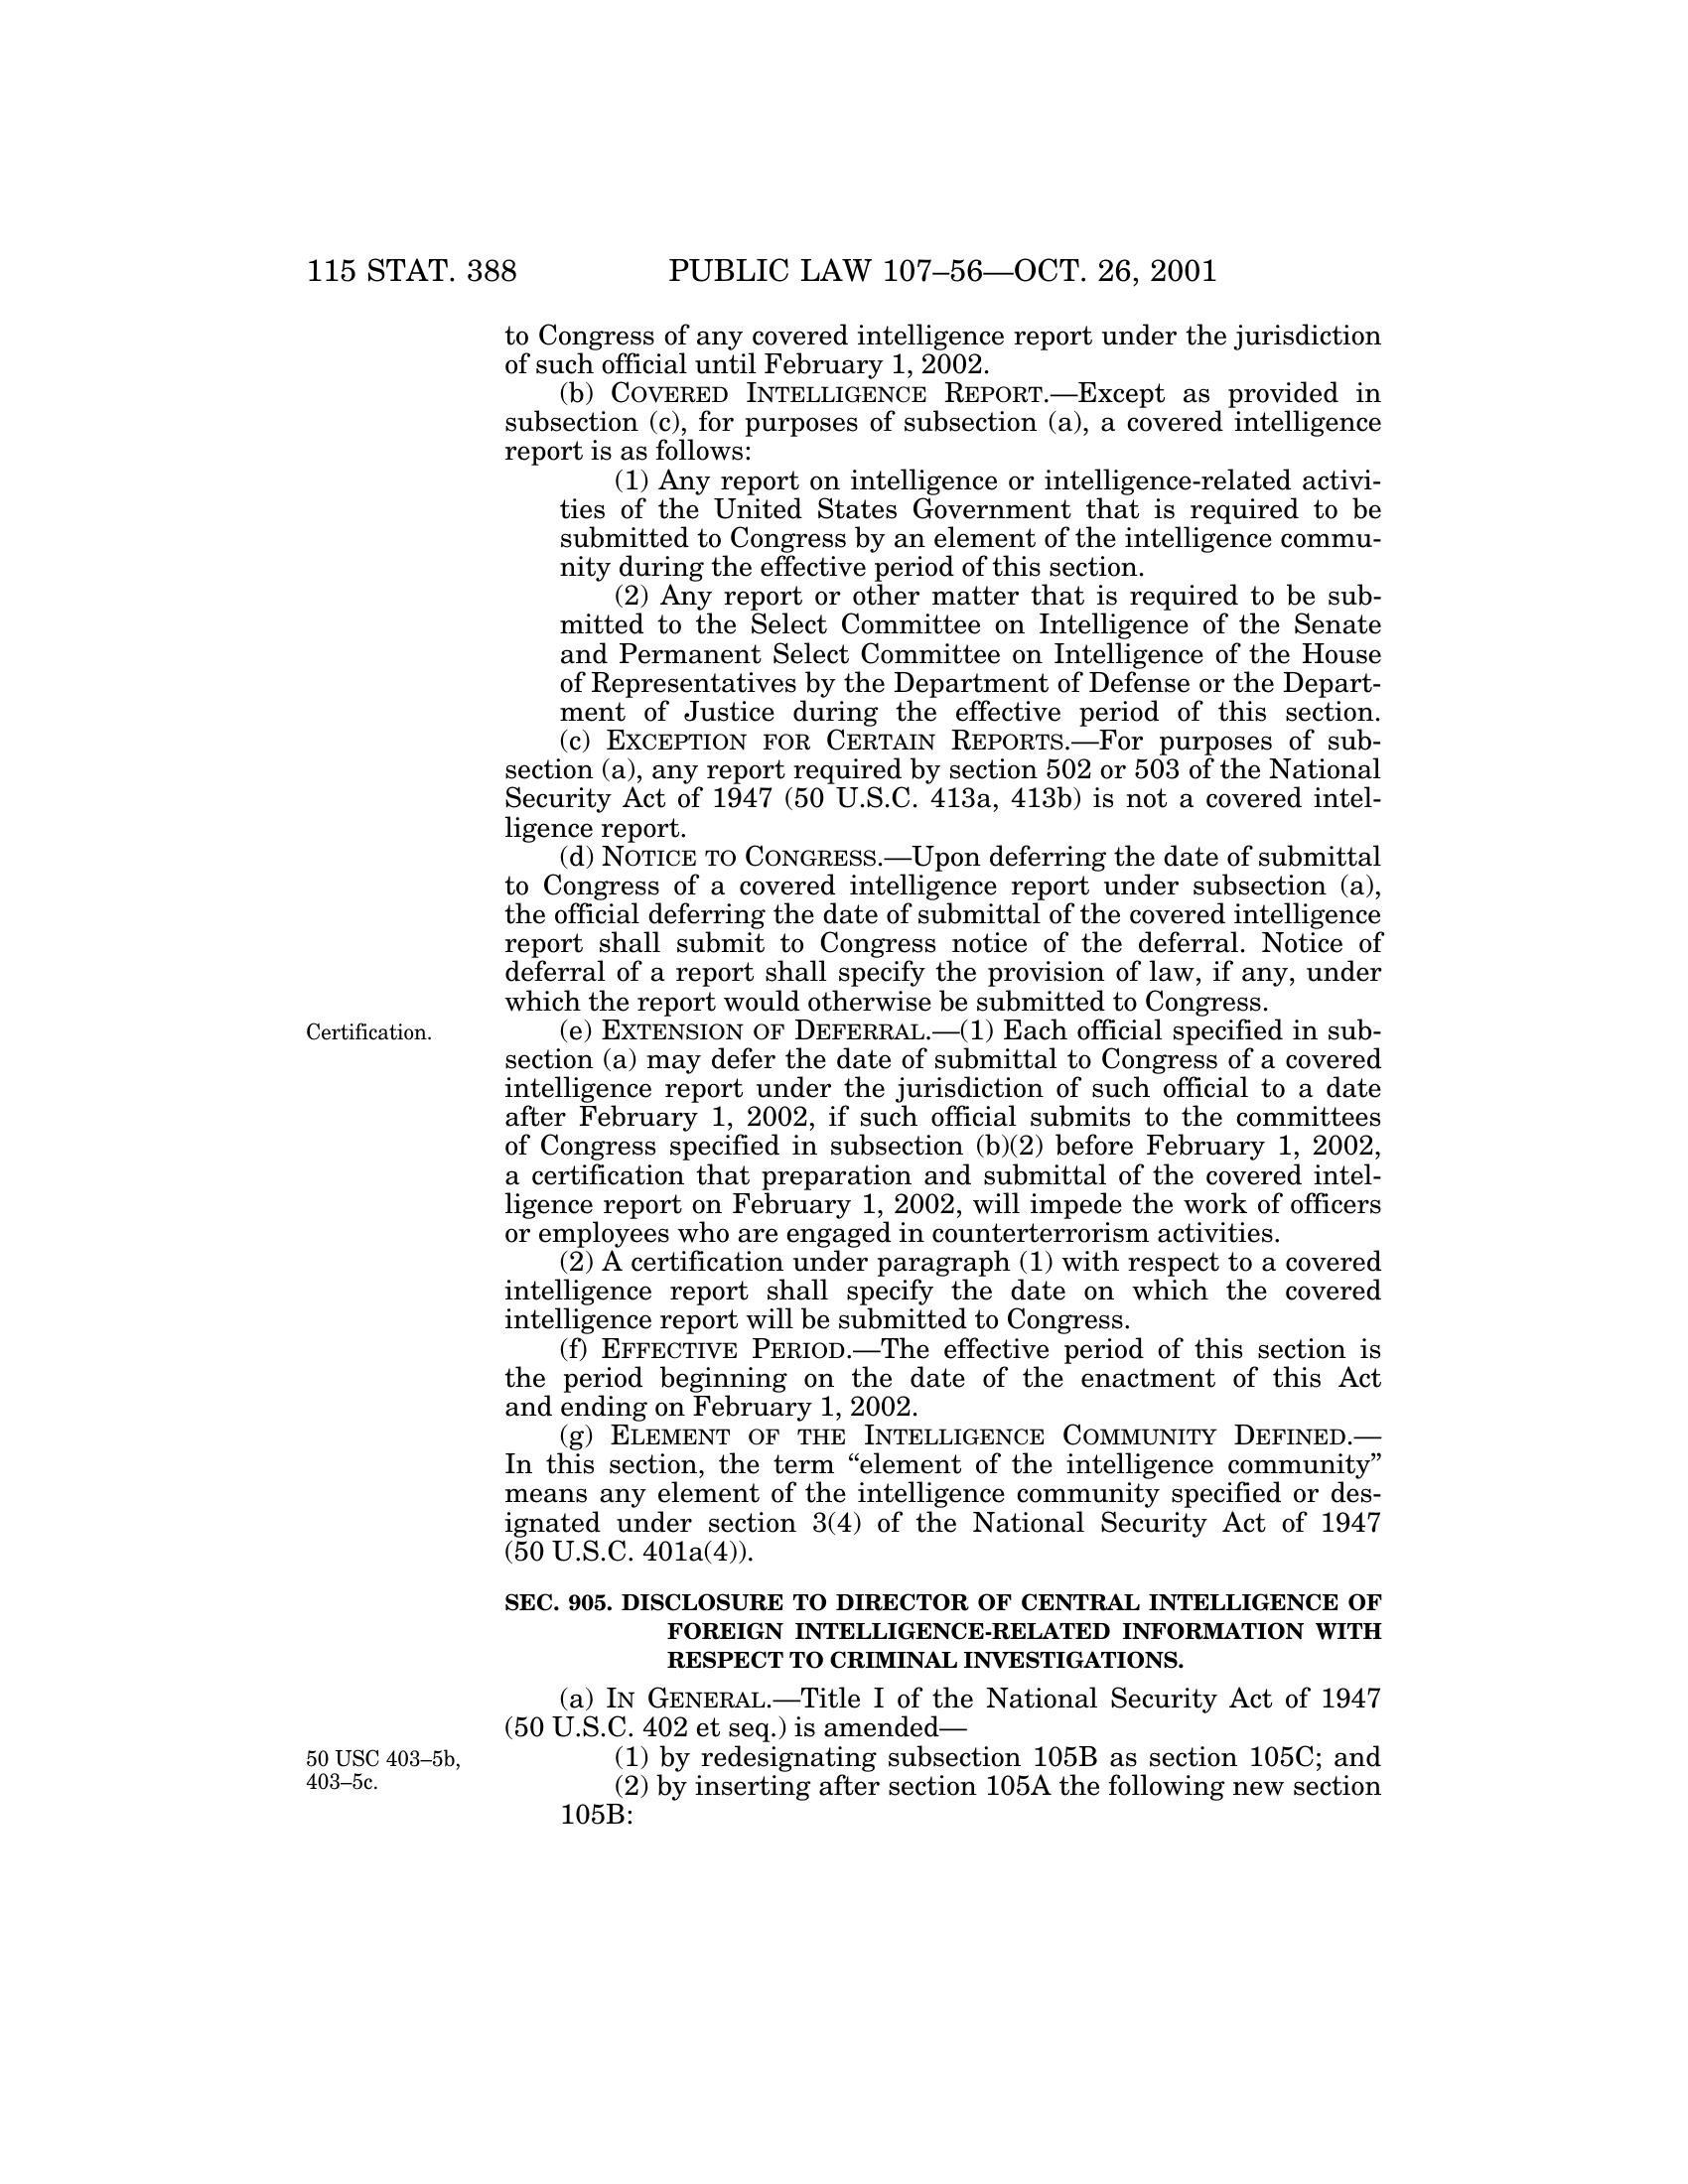 115 STAT. 388 PUBLIC LAW 107–56—OCT. 26, 2001
to Congress of any covered intelligence report under the jurisdiction
of such official until February 1, 2002.
(b) COVERED INTELLIGENCE REPORT.—Except as provided in
subsection (c), for purposes of subsection (a), a covered intelligence
report is as follows:
(1) Any report on intelligence or intelligence-related activi-
ties of the United States Government that is required to be
submitted to Congress by an element of the intelligence commu-
nity during the effective period of this section.
(2) Any report or other matter that is required to be sub-
mitted to the Select Committee on Intelligence of the Senate
and Permanent Select Committee on Intelligence of the House
of Representatives by the Department of Defense or the Depart-
ment of Justice during the effective period of this section.
(c) EXCEPTION FOR CERTAIN REPORTS.—For purposes of sub-
section (a), any report required by section 502 or 503 of the National
Security Act of 1947 (50 U.S.C. 413a, 413b) is not a covered intel-
ligence report.
(d) NOTICE TO CONGRESS.—Upon deferring the date of submittal
to Congress of a covered intelligence report under subsection (a),
the official deferring the date of submittal of the covered intelligence
report shall submit to Congress notice of the deferral. Notice of
deferral of a report shall specify the provision of law, if any, under
which the report would otherwise be submitted to Congress.
Certification.
(e) EXTENSION OF DEFERRAL.—(1) Each official specified in sub-
section (a) may defer the date of submittal to Congress of a covered
intelligence report under the jurisdiction of such official to a date
after February 1, 2002, if such official submits to the committees
of Congress specified in subsection (b)(2) before February 1, 2002,
a certification that preparation and submittal of the covered intel-
ligence report on February 1, 2002, will impede the work of officers
or employees who are engaged in counterterrorism activities.
(2) A certification under paragraph (1) with respect to a covered
intelligence report shall specify the date on which the covered
intelligence report will be submitted to Congress.
(f) EFFECTIVE PERIOD.—The effective period of this section is
the period beginning on the date of the enactment of this Act
and ending on February 1, 2002.
(g) ELEMENT OF THE INTELLIGENCE COMMUNITY DEFINED.—
In this section, the term “element of the intelligence community”
means any element of the intelligence community specified or des-
ignated under section 3(4) of the National Security Act of 1947
(50 U.S.C. 401a(4)).
SEC. 905. DISCLOSURE TO DIRECTOR OF CENTRAL INTELLIGENCE OF
FOREIGN INTELLIGENCE-RELATED INFORMATION WITH
RESPECT TO CRIMINAL INVESTIGATIONS.
(a) IN GENERAL.—Title I of the National Security Act of 1947
(50 U.S.C. 402 et seq.) is amended—
50 USC 403–5b,
403–5c.
(1) by redesignating subsection 105B as section 105C; and
(2) by inserting after section 105A the following new section
105B: